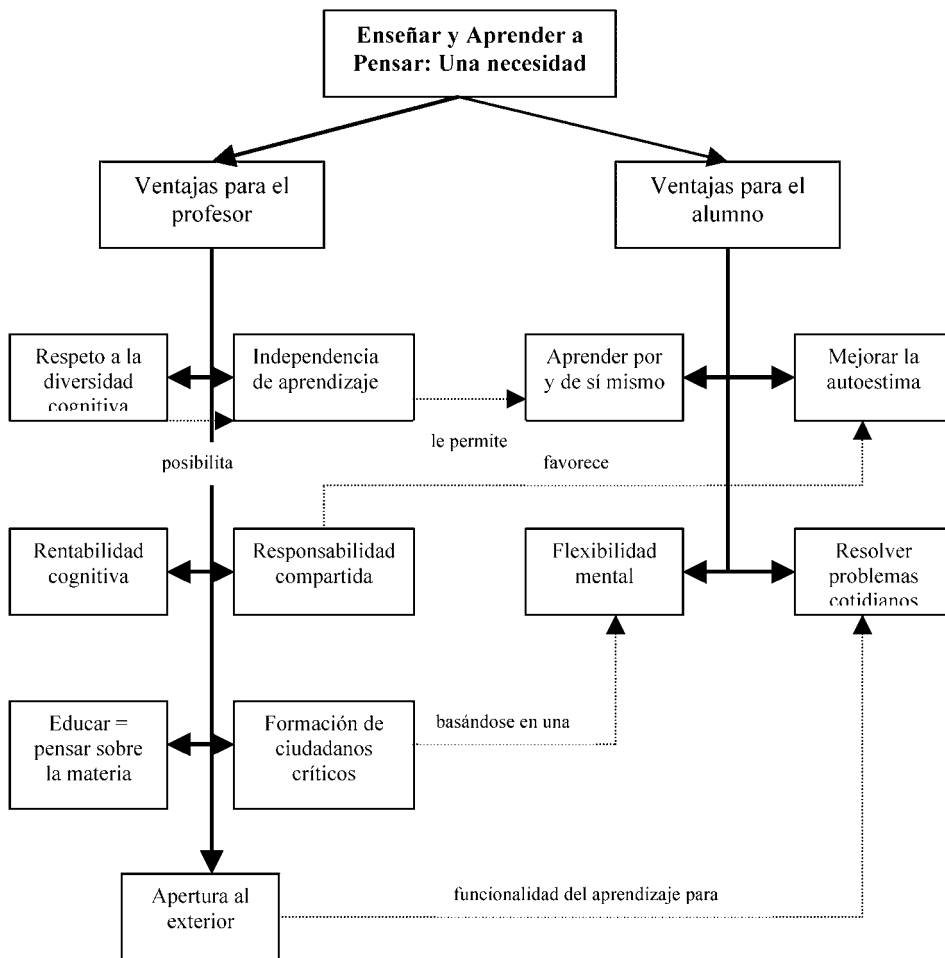 Enseñar y Aprender a
Pensar: Una necesidad
Ventajas para el
profesor
Ventajas para el
alumno
Respeto a la
diversidad
cognitiva
Independencia
de aprendizaje
Aprender por
y de sí mismo
Mejorar la
autoestima
le permite
posibilita
favorece
Rentabilidad
cognitiva
Responsabilidad
compartida
Flexibilidad
mental
Resolver
problemas
cotidianos
Educar =
pensar sobre
la materia
Formación de
ciudadanos
críticos
basándose en una
Apertura al
exterior
funcionalidad del aprendizaje para